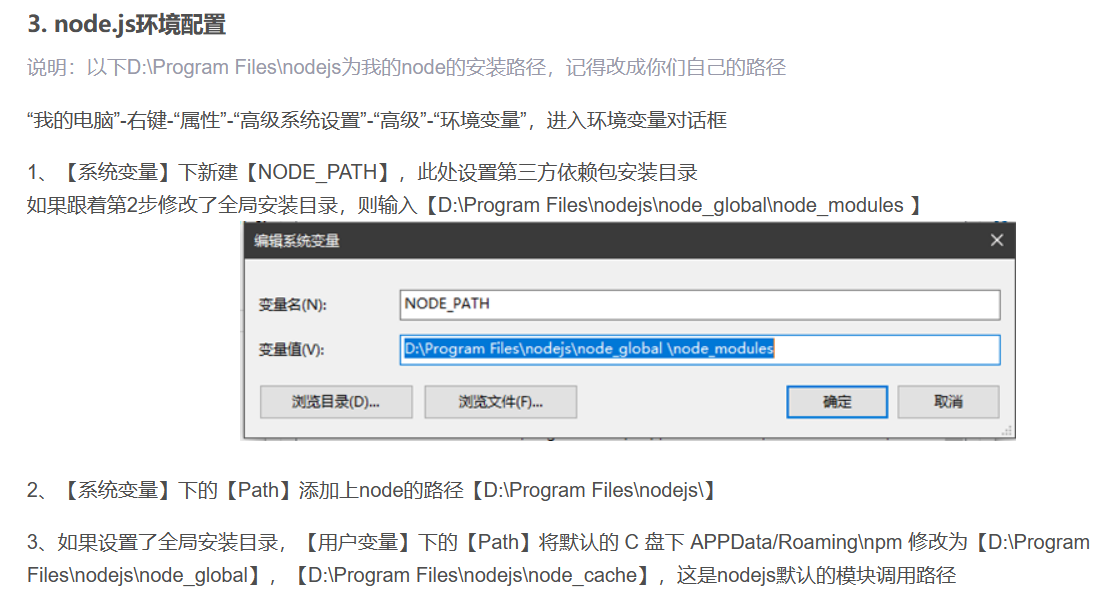 3. node.js环境配置
说明：以下D:\Program Files\nodejs为我的node的安装路径，记得改成你们自己的路径
“我的电脑”-右键-“属性”-“高级系统设置”-“高级”-“环境变量”，进入环境变量对话框
1、【系统变量】下新建【NODE_PATH】，此处设置第三方依赖包安装目录
如果跟着第2步修改了全局安装目录，则输入【D:\Program Files\nodejs\node_global\node_modules 】
编辑系统变量
变量名(N): NODE_PATH
变量值(V): D:\Program Files\nodejs\node_global \node_modules
浏览目录(D)... 浏览文件(F)... 确定 取消
2、【系统变量】下的【Path】添加上node的路径【D:\Program Files\nodejs\】
3、如果设置了全局安装目录，【用户变量】下的【Path】将默认的 C 盘下 APPData/Roaming\npm 修改为【D:\Program
Files\nodejs\node_global】，【D:\Program Files\nodejs\node_cache】，这是nodejs默认的模块调用路径